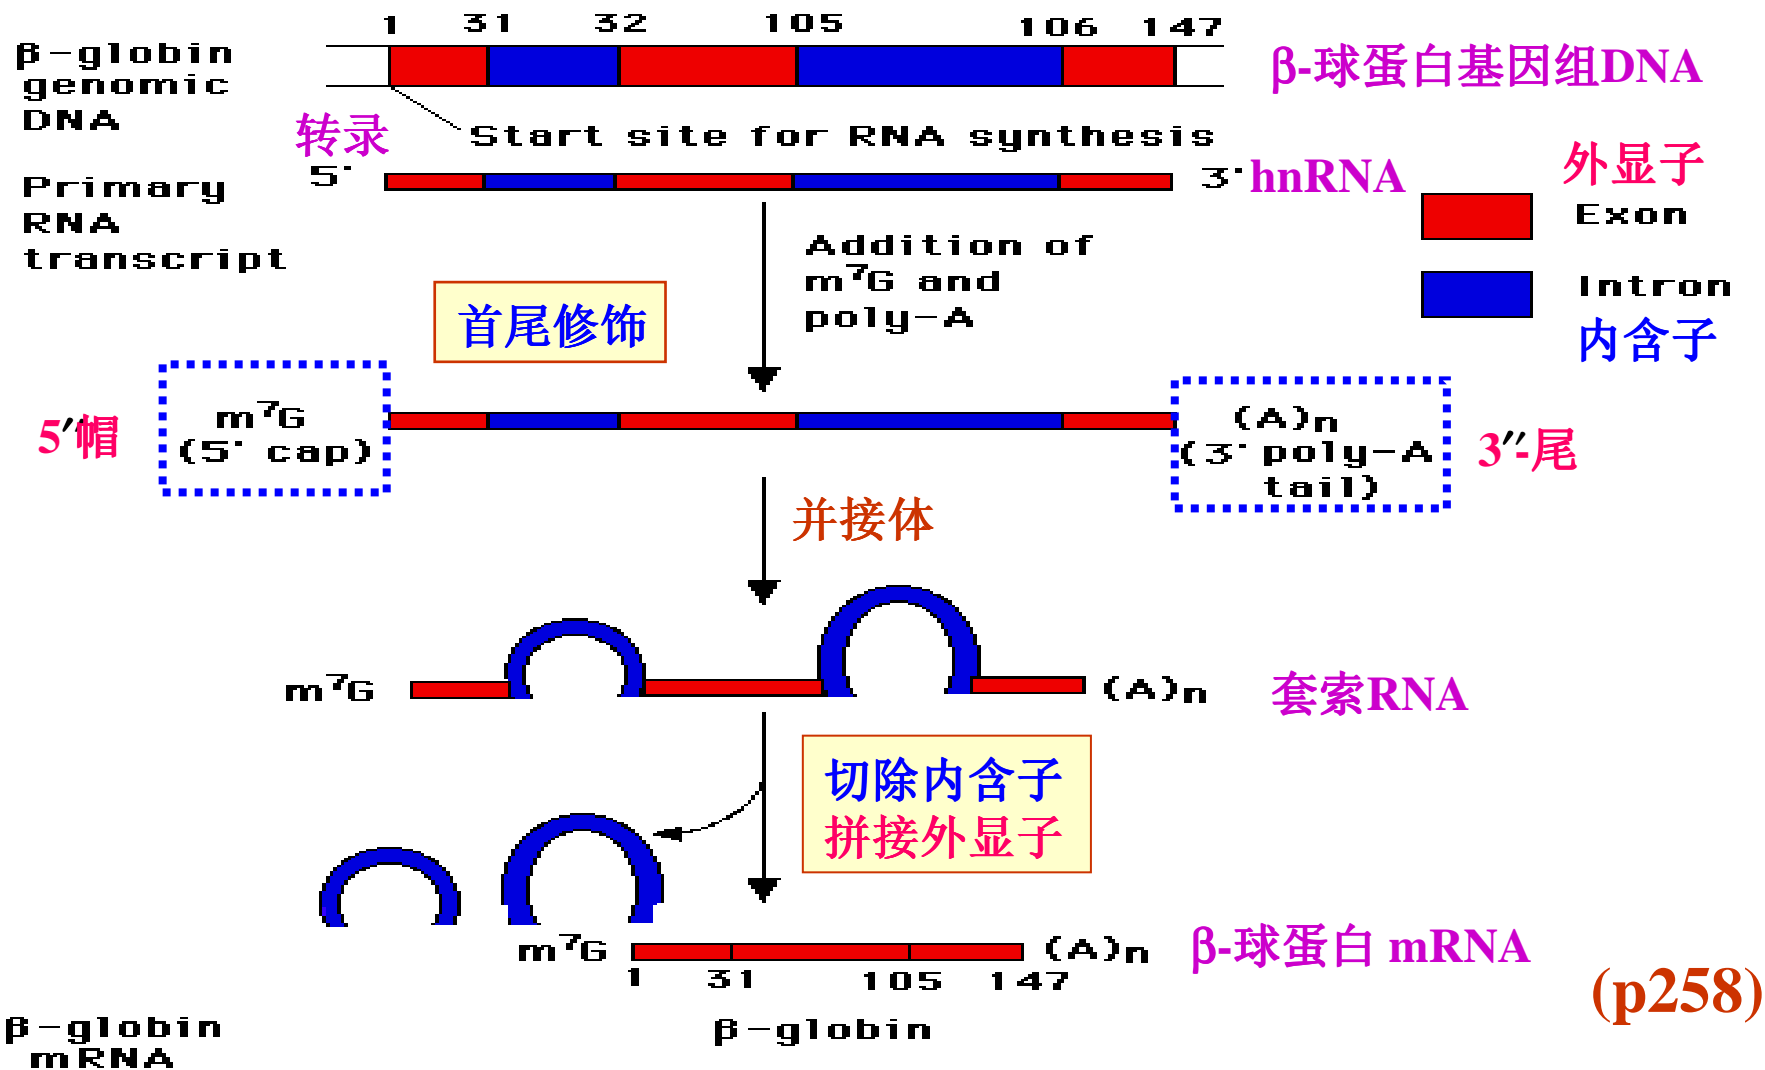 1 31 32 105 106 147
β-globin
genomic
DNA
β-球蛋白基因组DNA
转录
Start site for RNA synthesis
5' 3'
hnRNA
Primary
RNA
transcript
外显子
Exon
Intron
内含子
Addition of
m⁷G and
poly-A
首尾修饰
5′′帽
m⁷G
(5' cap)
(A)n
(3' poly-A
tail)
3′′-尾
并接体
m⁷G (A)n
套索RNA
切除内含子
拼接外显子
m⁷G (A)n
1 31 105 147
β-球蛋白 mRNA
(p258)
β-globin
mRNA
β-globin